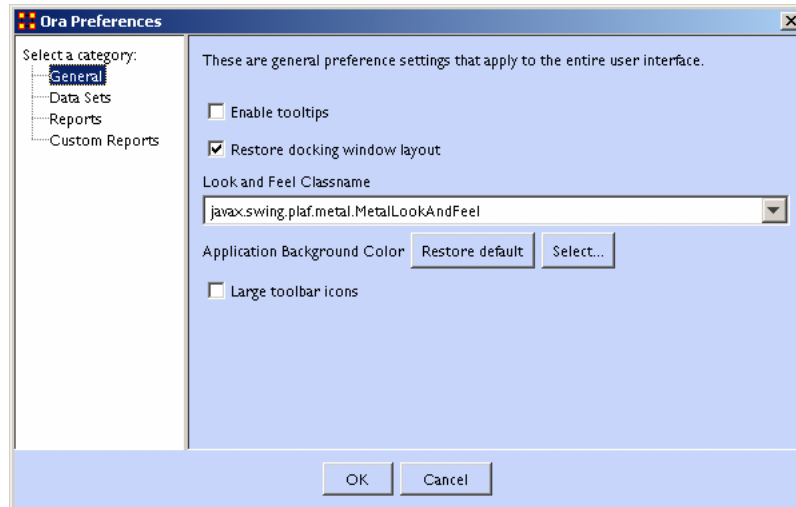 Ora Preferences
Select a category:
General
Data Sets
Reports
Custom Reports
These are general preference settings that apply to the entire user interface.
Enable tooltips
Restore docking window layout
Look and Feel Classname
javax.swing.plaf.metal.MetalLookAndFeel
Application Background Color Restore default Select...
Large toolbar icons
OK Cancel